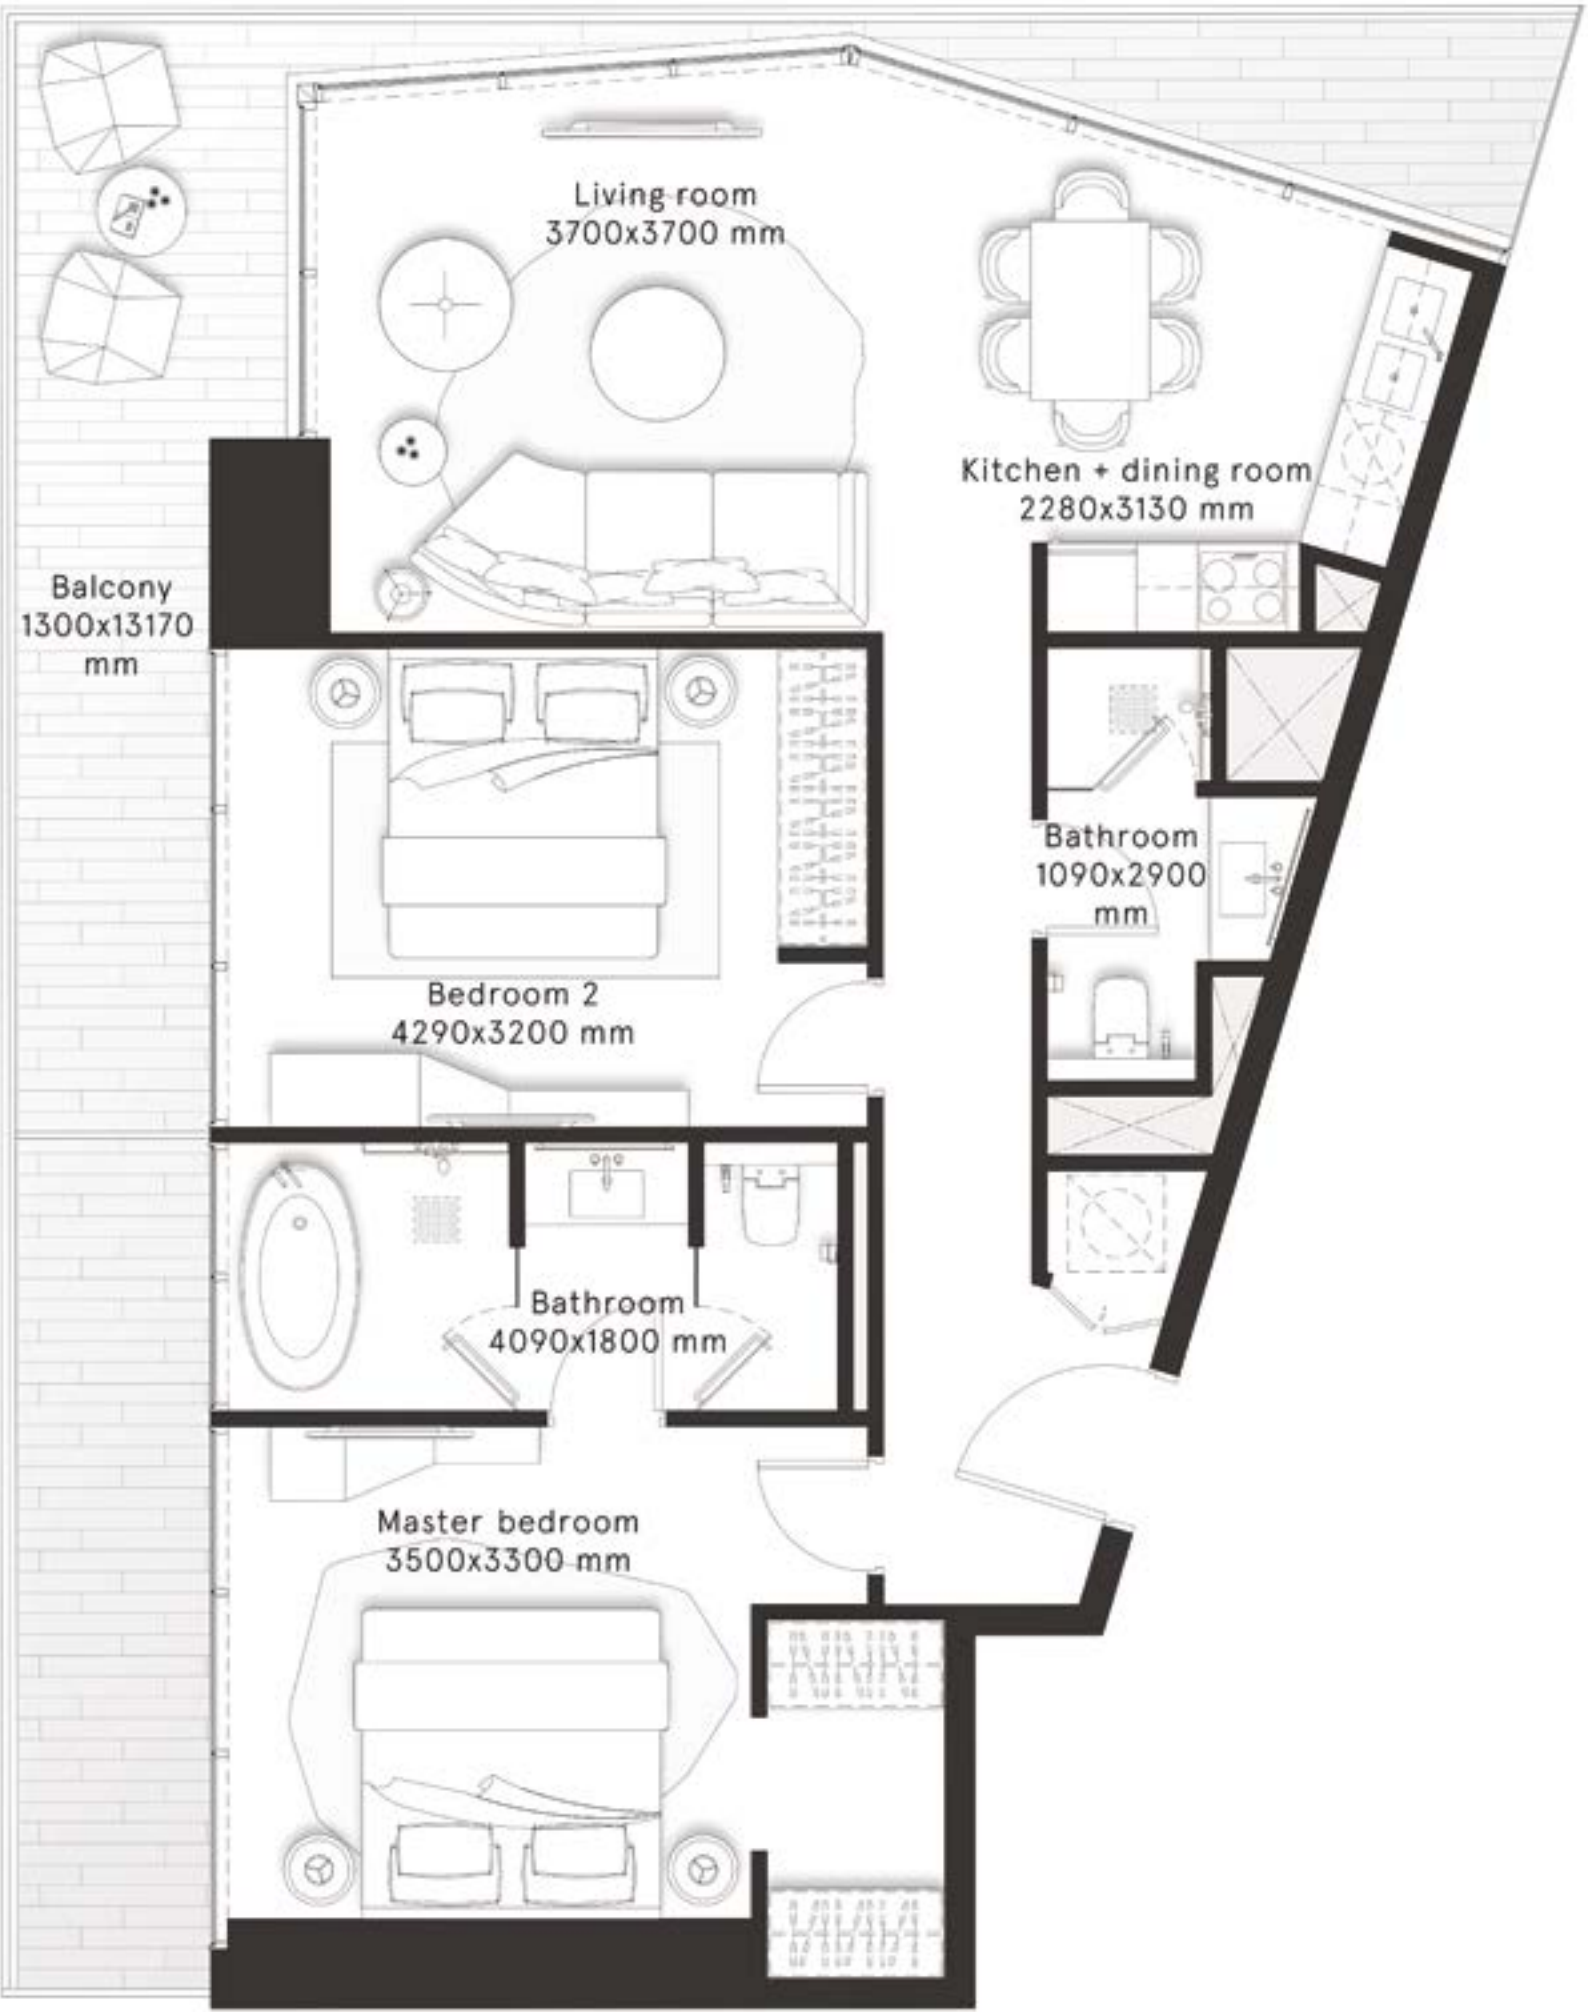 Living room
3700x3700 mm
Kitchen + dining room
2280x3130 mm
Balcony
1300x13170
mm
Bathroom
1090x2900
mm
Bedroom 2
4290x3200 mm
Bathroom
4090x1800 mm
Master bedroom
3500x3300 mm